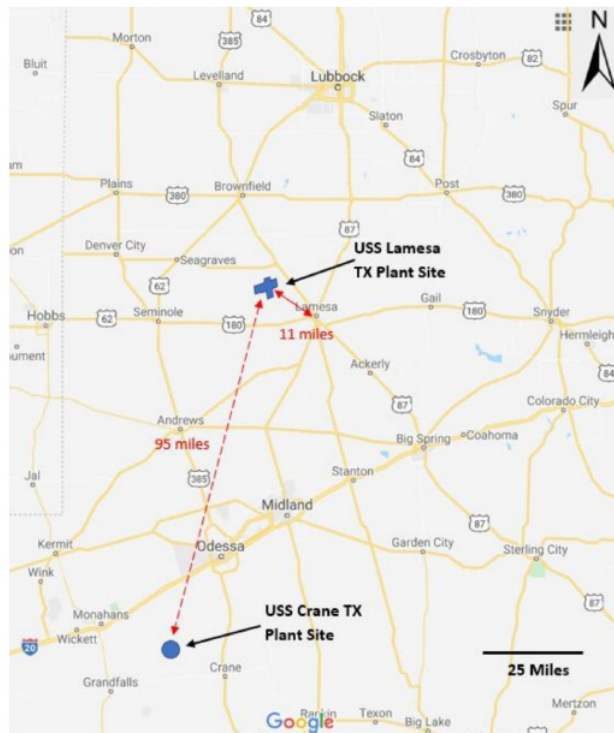 N
84
Morton
385
Crosbyton
82
Bluit
Levelland
Lubbock
Spur
Slaton
84
Plains
Brownfield
Post
380
380
87
USS Lamesa
TX Plant Site
Denver City
Seagraves
62
Hobbs
62
Seminole
180
Lamesa
Gail
180
Snyder
11 miles
Hermleigh
ument
84
Ackerly
87
Colorado City
Andrews
95 miles
Big Spring
Coahoma
Jal
385
Stanton
Midland
87
Kermit
Odessa
Garden City
Sterling City
Wink
USS Crane TX
Plant Site
Monahans
87
20
Wickett
Crane
25 Miles
Grandfalls
Mertzon
Google
Rankin
Texon
Big Lake